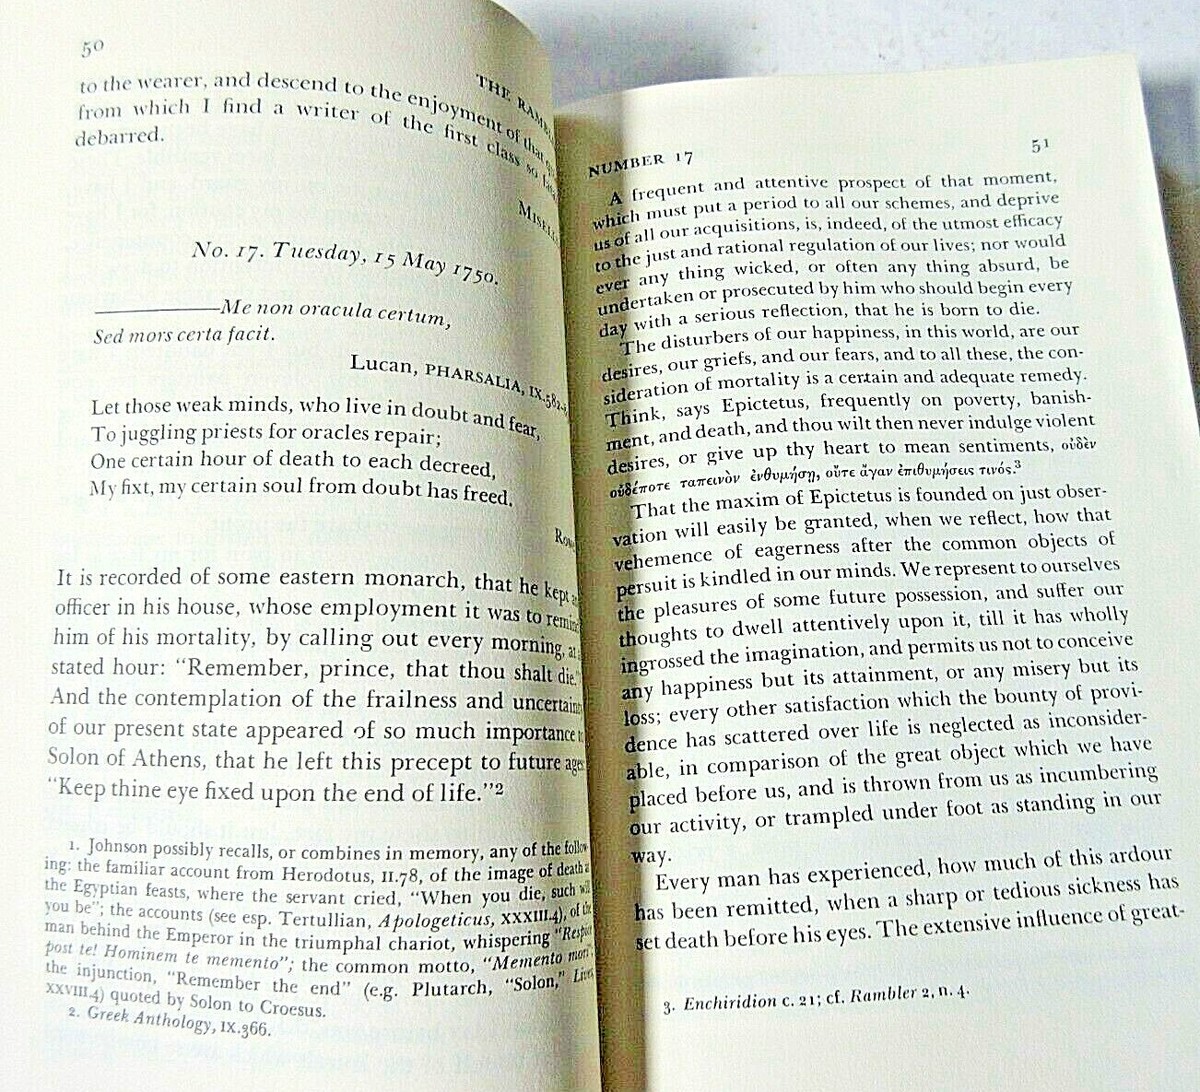 50
THE RAMBL
to the wearer, and descend to the enjoyment of that
from which I find a writer of the first class so
debarred.
No. 17. Tuesday, 15 May 1750.
———Me non oracula certum,
Sed mors certa facit.
Lucan, PHARSALIA, IX.582
Let those weak minds, who live in doubt and fear,
To juggling priests for oracles repair;
One certain hour of death to each decreed,
My fixt, my certain soul from doubt has freed.
It is recorded of some eastern monarch, that he kept
officer in his house, whose employment it was to remin
him of his mortality, by calling out every morning, at
stated hour: “Remember, prince, that thou shalt die.”
And the contemplation of the frailness and uncertain
of our present state appeared of so much importance
Solon of Athens, that he left this precept to future ages
“Keep thine eye fixed upon the end of life.”2
1. Johnson possibly recalls, or combines in memory, any of the follow
ing: the familiar account from Herodotus, II.78, of the image of death
the Egyptian feasts, where the servant cried, “When you die, such will
you be”; the accounts (see esp. Tertullian, Apologeticus, XXXIII.4), of the
man behind the Emperor in the triumphal chariot, whispering “Respice
post te! Hominem te memento”; the common motto, “Memento mori”
the injunction, “Remember the end” (e.g. Plutarch, “Solon,” Lives
XXVIII.4) quoted by Solon to Croesus.
2. Greek Anthology, IX.366.
NUMBER 17
51
A frequent and attentive prospect of that moment,
which must put a period to all our schemes, and deprive
us of all our acquisitions, is, indeed, of the utmost efficacy
to the just and rational regulation of our lives; nor would
ever any thing wicked, or often any thing absurd, be
undertaken or prosecuted by him who should begin every
day with a serious reflection, that he is born to die.
The disturbers of our happiness, in this world, are our
desires, our griefs, and our fears, and to all these, the con-
sideration of mortality is a certain and adequate remedy.
Think, says Epictetus, frequently on poverty, banish-
ment, and death, and thou wilt then never indulge violent
desires, or give up thy heart to mean sentiments, οὐδὲν
οὐδέποτε ταπεινὸν ἐνθυμήσῃ, οὔτε ἄγαν ἐπιθυμήσεις τινός.3
That the maxim of Epictetus is founded on just obser-
vation will easily be granted, when we reflect, how that
vehemence of eagerness after the common objects of
persuit is kindled in our minds. We represent to ourselves
the pleasures of some future possession, and suffer our
thoughts to dwell attentively upon it, till it has wholly
ingrossed the imagination, and permits us not to conceive
any happiness but its attainment, or any misery but its
loss; every other satisfaction which the bounty of provi-
dence has scattered over life is neglected as inconsider-
able, in comparison of the great object which we have
placed before us, and is thrown from us as incumbering
our activity, or trampled under foot as standing in our
way.
Every man has experienced, how much of this ardour
has been remitted, when a sharp or tedious sickness has
set death before his eyes. The extensive influence of great-
3. Enchiridion c. 21; cf. Rambler 2, n. 4.